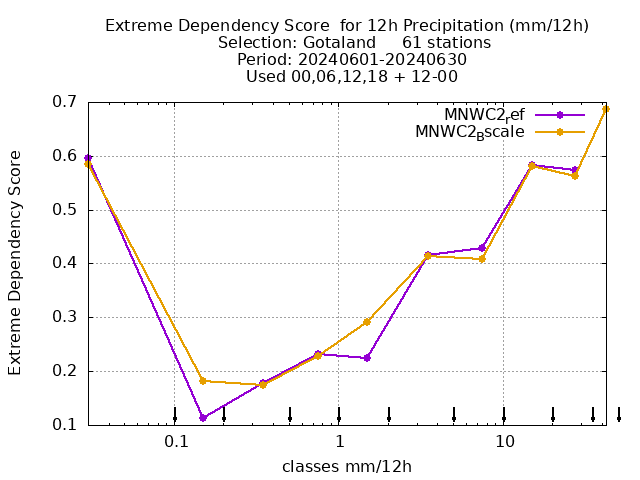 Extreme Dependency Score  for 12h Precipitation (mm/12h)
Selection: Gotaland     61 stations
Period: 20240601-20240630
Used 00,06,12,18 + 12-00
MNWC2ref
MNWC2Bscale
Extreme Dependency Score
0.7
0.6
0.5
0.4
0.3
0.2
0.1
0.1 1 10
classes mm/12h